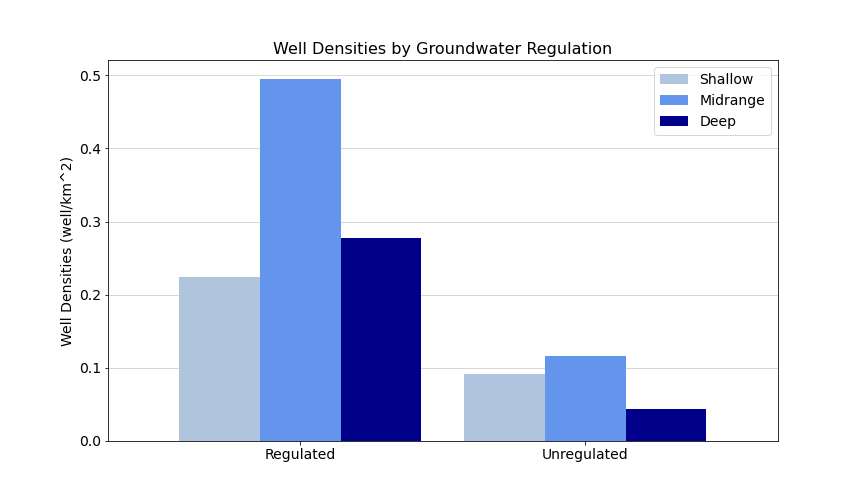 Well Densities by Groundwater Regulation
Shallow
Midrange
Deep
Well Densities (well/km^2)
0.5
0.4
0.3
0.2
0.1
0.0
Regulated
Unregulated